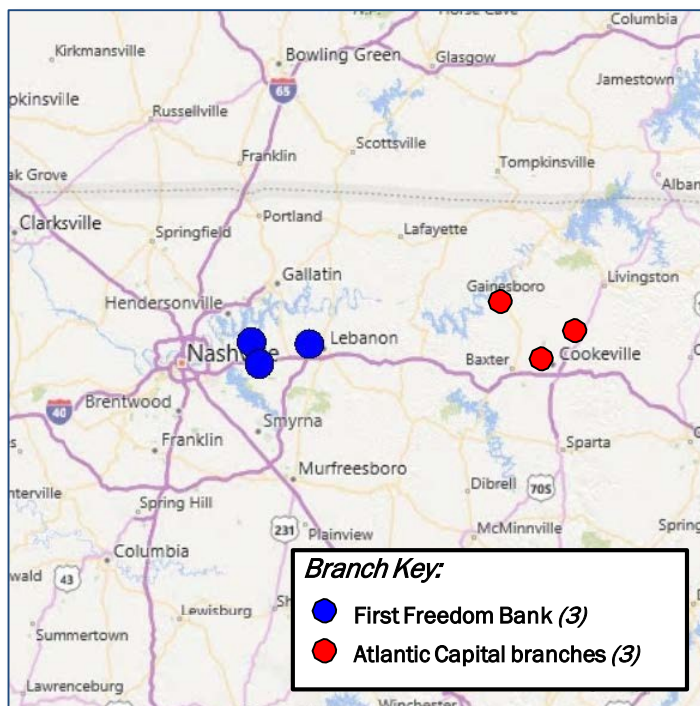 Columbia
Kirkmansville
Bowling Green
Glasgow
Jamestown
65
pkinsville
Russellville
Scottsville
Franklin
Tompkinsville
ak Grove
Alban
Portland
Clarksville
Springfield
Lafayette
Gallatin
Livingston
Gainesboro
Hendersonville
Lebanon
Nash
Baxter
Cookeville
Brentwood
40
Smyrna
Franklin
Sparta
Murfreesboro
Dibrell
705
nterville
Spring Hill
231
Plainview
McMinnville
Spring
Columbia
wald
43
Lewisburg
Summertown
Lawrenceburg
Winchester
Branch Key:
First Freedom Bank (3)
Atlantic Capital branches (3)